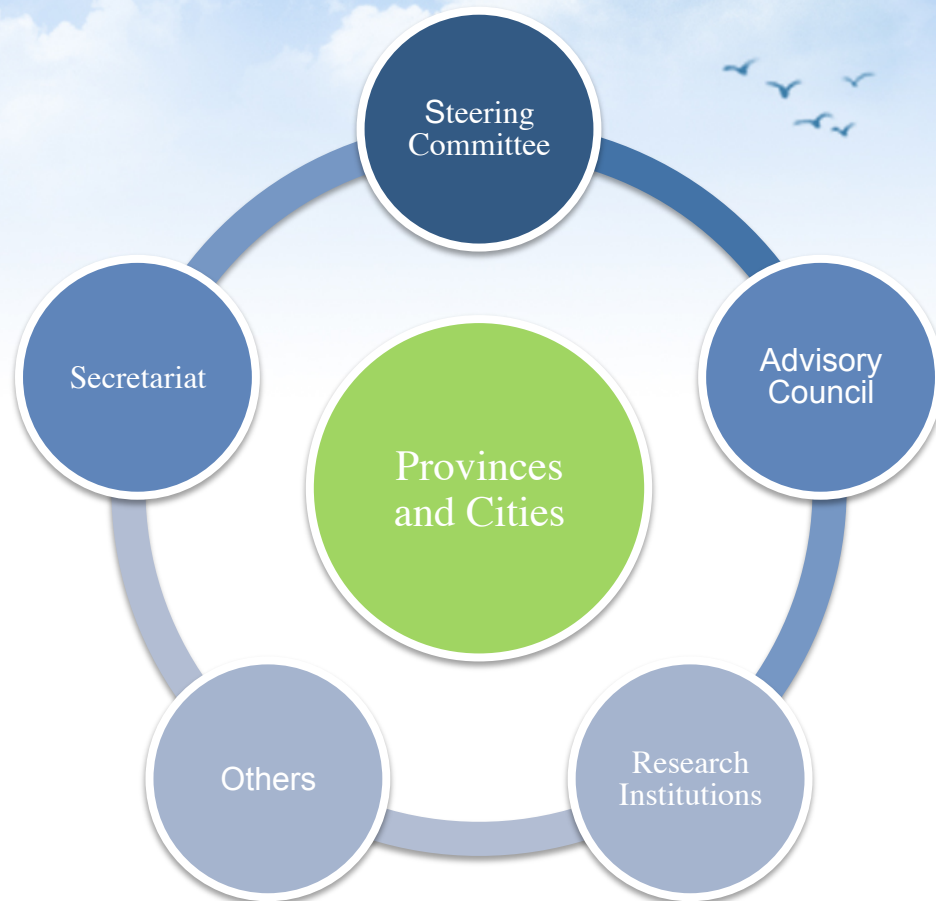 Steering
Committee
Advisory
Council
Research
Institutions
Others
Secretariat
Provinces
and Cities